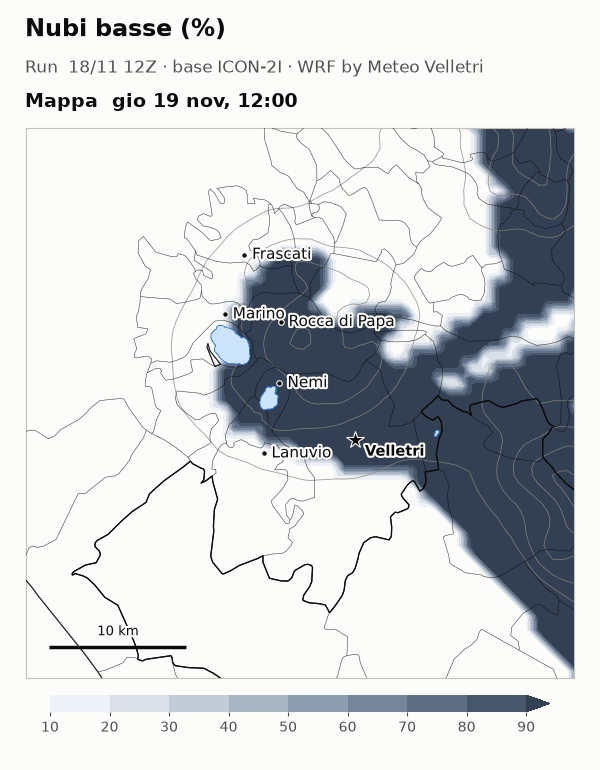 Nubi basse (%)
Run  18/11 12Z · base ICON-2I · WRF by Meteo Velletri
Mappa  gio 19 nov, 12:00
Frascati
Marino
Rocca di Papa
Nemi
Velletri
Lanuvio
10 km
10 20 30 40 50 60 70 80 90